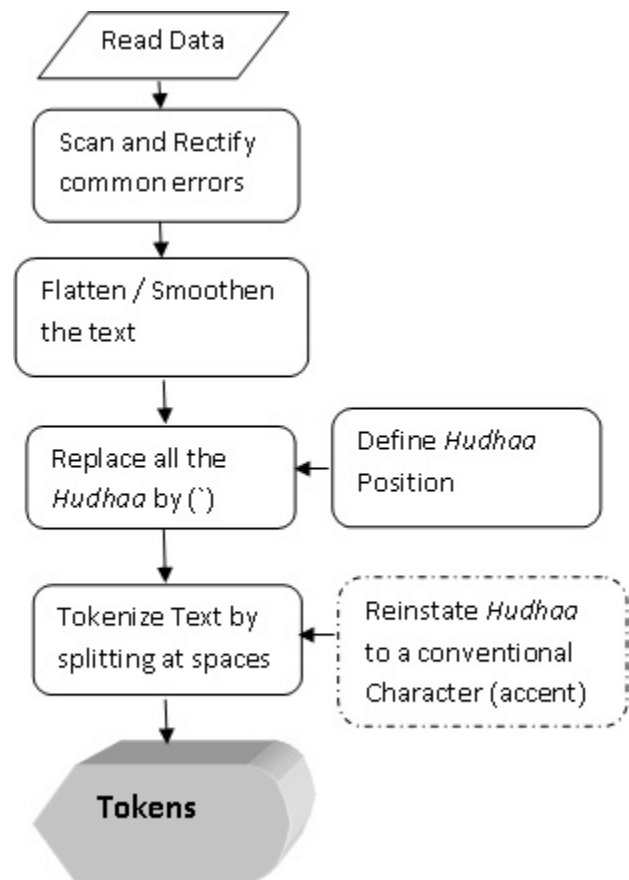 Read Data
Scan and Rectify
common errors
Flatten / Smoothen
the text
Replace all the
Hudhaa by (`)
Define Hudhaa
Position
Tokenize Text by
splitting at spaces
Reinstate Hudhaa
to a conventional
Character (accent)
Tokens